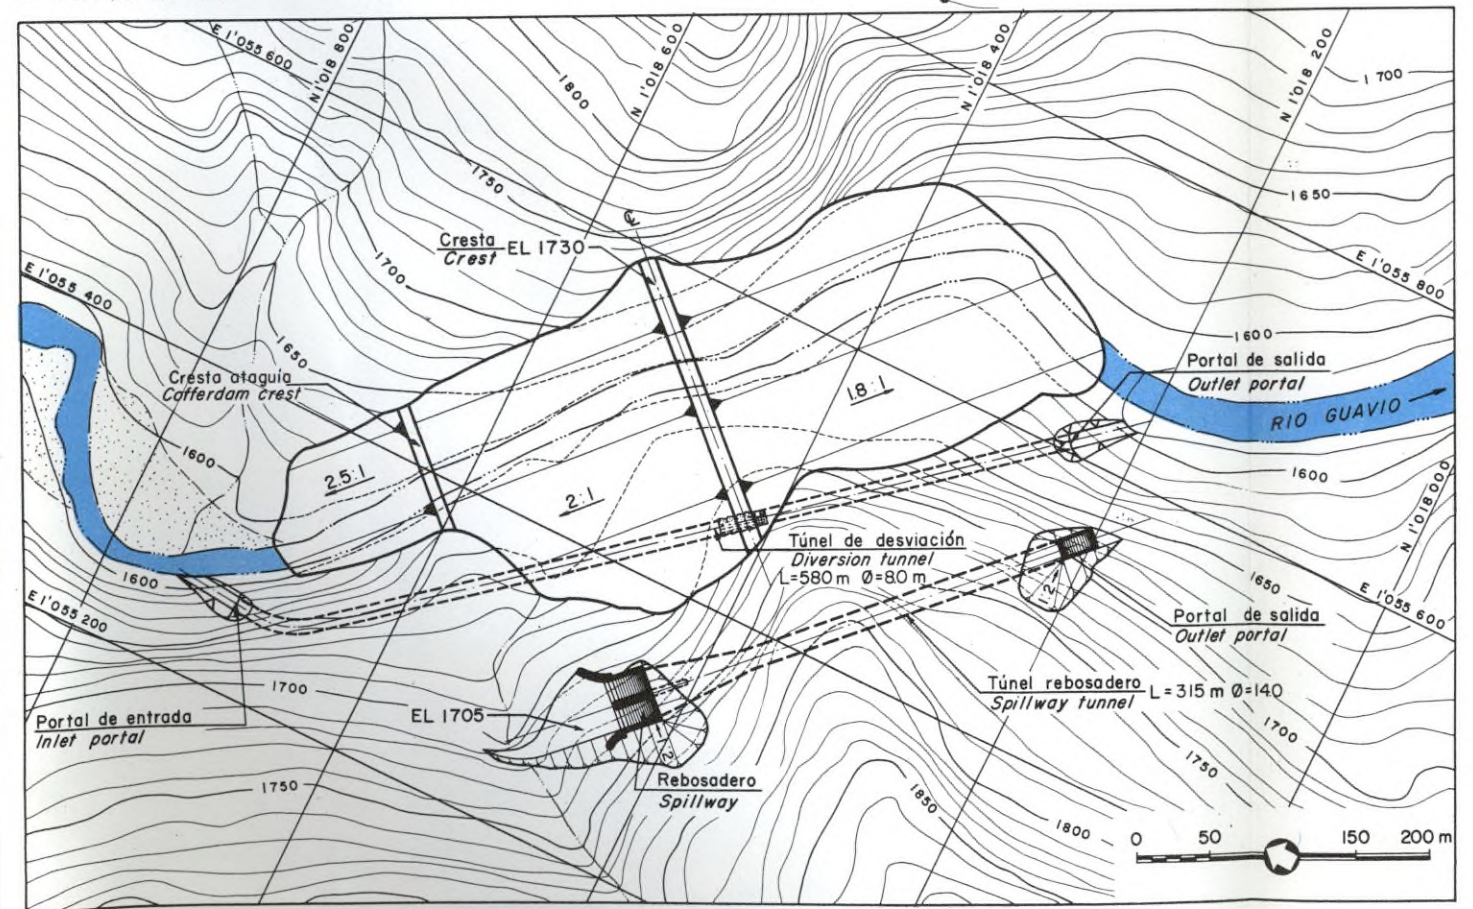 E 1'055 600
N 1'018 800
1800
N 1'018 600
N 1'018 400
N 1'018 200
1700
1750
1650
Cresta EL 1730
Crest
℄
1700
E 1'055 400
E 1'055 800
1650
1600
Portal de salida
Outlet portal
Cresta ataguía
Cofferdam crest
1.8:1
RIO GUAVIO
1600
2.5:1
2:1
1600
N 1'018 000
Túnel de desviación
Diversion tunnel
L=580 m Ø=8.0 m
1600
1650
E 1'055 200
E 1'055 600
1:2
Portal de salida
Outlet portal
1700
Túnel rebosadero L=315 m Ø=14.0
Spillway tunnel
EL 1705
Portal de entrada
Inlet portal
1700
1:2
1750
Rebosadero
Spillway
1750
1850
1800
0 50 150 200 m